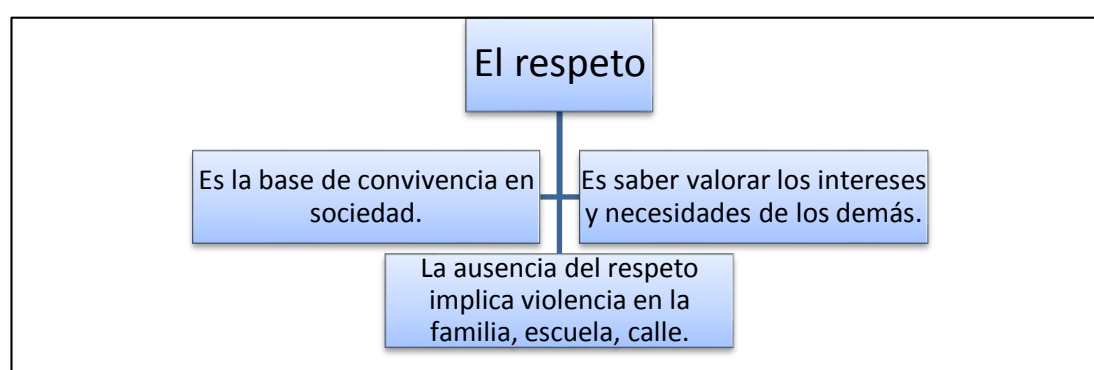 El respeto
Es la base de convivencia en
sociedad.
Es saber valorar los intereses
y necesidades de los demás.
La ausencia del respeto
implica violencia en la
familia, escuela, calle.